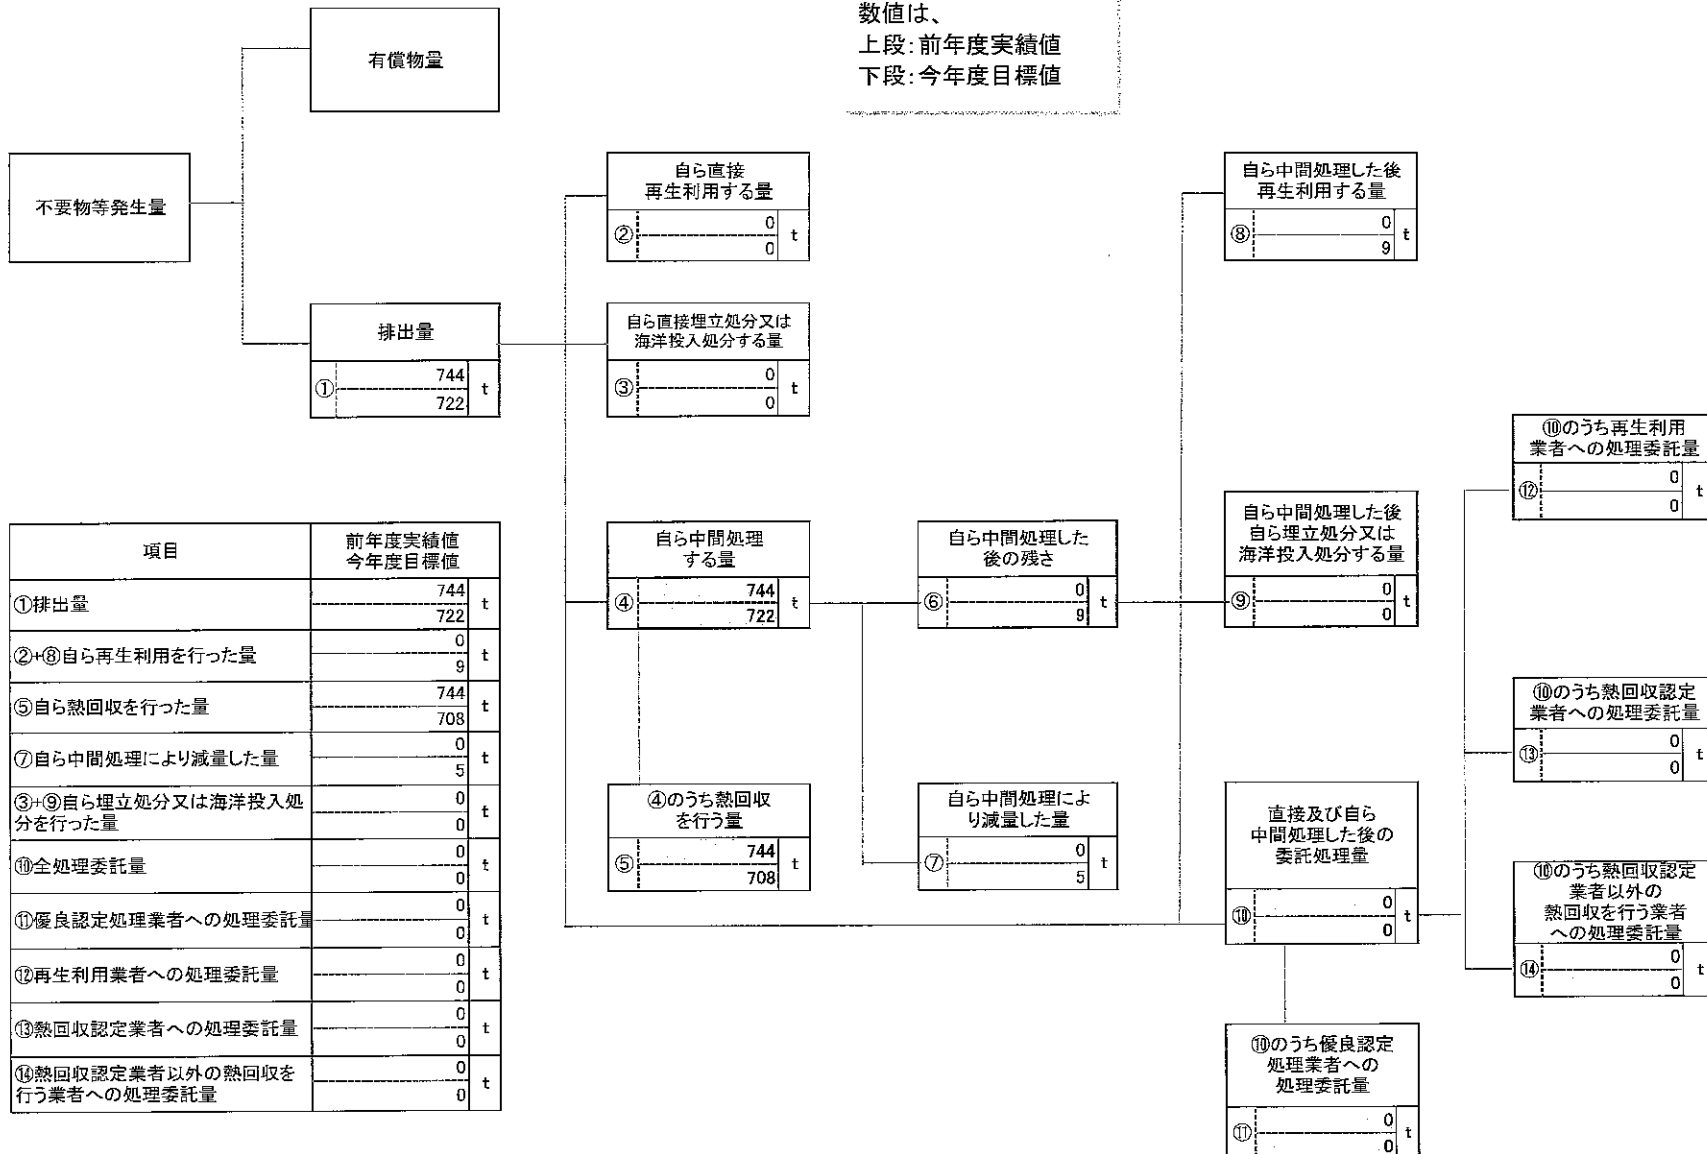 数値は、
上段：前年度実績値
下段：今年度目標値
有償物量
不要物等発生量
排出量
①
744
722
t
自ら直接
再生利用する量
②
0
0
t
自ら直接埋立処分又は
海洋投入処分する量
③
0
0
t
自ら中間処理
する量
④
744
722
t
④のうち熱回収
を行う量
⑤
744
708
t
自ら中間処理した
後の残さ
⑥
0
9
t
自ら中間処理によ
り減量した量
⑦
0
5
t
自ら中間処理した後
再生利用する量
⑧
0
9
t
自ら中間処理した後
自ら埋立処分又は
海洋投入処分する量
⑨
0
0
t
直接及び自ら
中間処理した後の
委託処理量
⑩
0
0
t
⑩のうち優良認定
処理業者への
処理委託量
⑪
0
0
t
⑩のうち再生利用
業者への処理委託量
⑫
0
0
t
⑩のうち熱回収認定
業者への処理委託量
⑬
0
0
t
⑩のうち熱回収認定
業者以外の
熱回収を行う業者
への処理委託量
⑭
0
0
t
項目
前年度実績値
今年度目標値
①排出量
744
722
t
②+⑧自ら再生利用を行った量
0
9
t
⑤自ら熱回収を行った量
744
708
t
⑦自ら中間処理により減量した量
0
5
t
③+⑨自ら埋立処分又は海洋投入処
分を行った量
0
0
t
⑩全処理委託量
0
0
t
⑪優良認定処理業者への処理委託量
0
0
t
⑫再生利用業者への処理委託量
0
0
t
⑬熱回収認定業者への処理委託量
0
0
t
⑭熱回収認定業者以外の熱回収を
行う業者への処理委託量
0
0
t